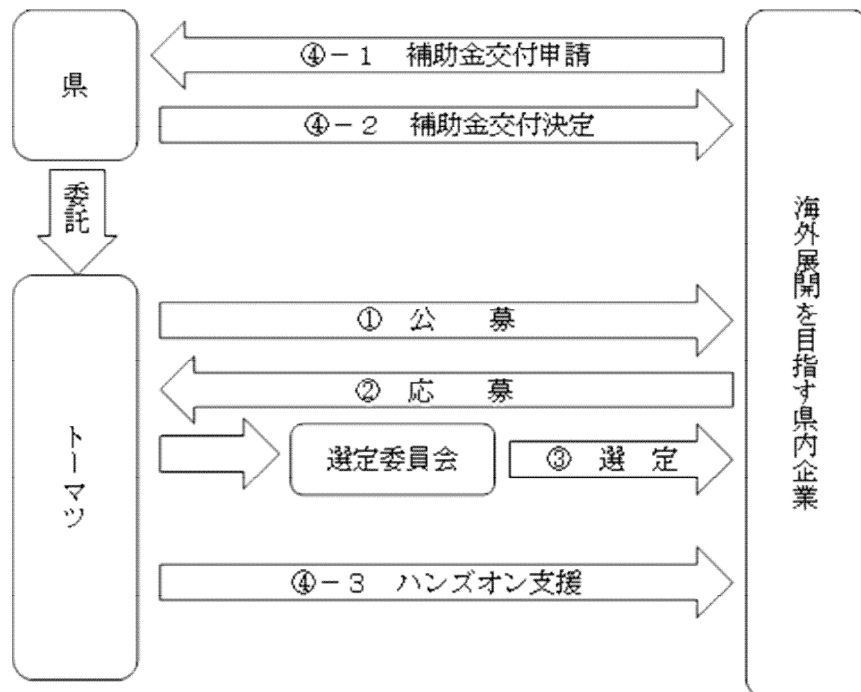 ④－１　補助金交付申請
県
④－２　補助金交付決定
委託
海外展開を目指す県内企業
①　公　　募
②　応　　募
トーマツ
選定委員会
③　選　定
④－３　ハンズオン支援